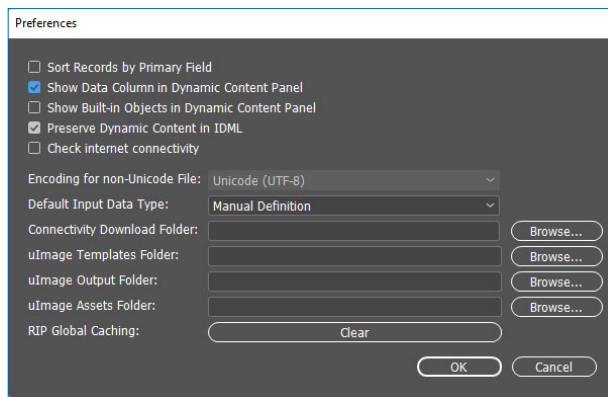 Preferences
Sort Records by Primary Field
Show Data Column in Dynamic Content Panel
Show Built-in Objects in Dynamic Content Panel
Preserve Dynamic Content in IDML
Check internet connectivity
Encoding for non-Unicode File: Unicode (UTF-8)
Default Input Data Type: Manual Definition
Connectivity Download Folder: Browse...
uImage Templates Folder: Browse...
uImage Output Folder: Browse...
uImage Assets Folder: Browse...
RIP Global Caching: Clear
OK Cancel